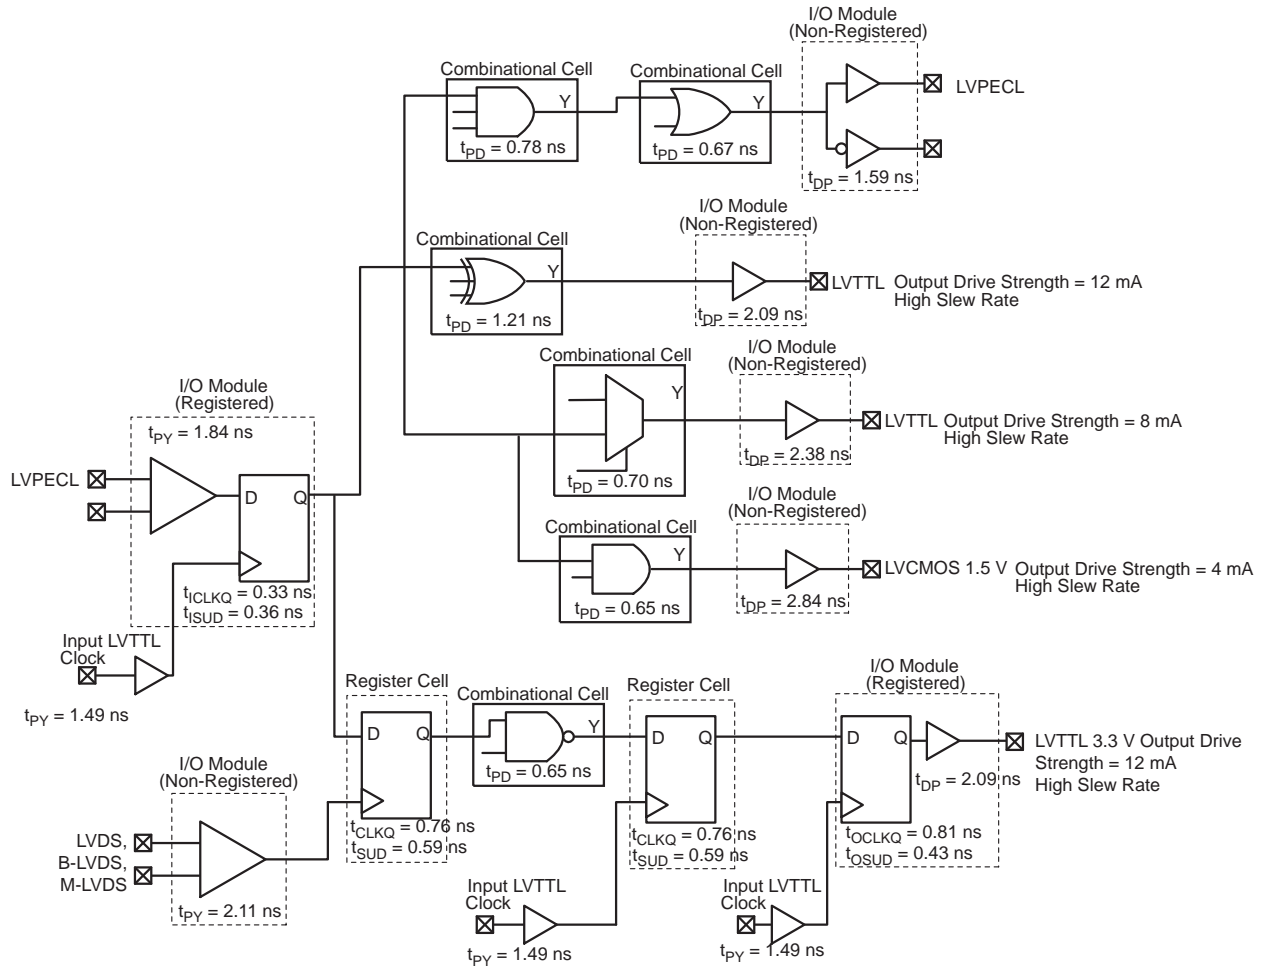 I/O Module
(Non-Registered)
Combinational Cell
Y
tPD = 0.78 ns
Combinational Cell
Y
tPD = 0.67 ns
LVPECL
tDP = 1.59 ns
Combinational Cell
Y
tPD = 1.21 ns
I/O Module
(Non-Registered)
tDP = 2.09 ns
LVTTL Output Drive Strength = 12 mA
High Slew Rate
Combinational Cell
Y
tPD = 0.70 ns
I/O Module
(Non-Registered)
tDP = 2.38 ns
LVTTL Output Drive Strength = 8 mA
High Slew Rate
I/O Module
(Registered)
tPY = 1.84 ns
LVPECL
D
Q
tICLKQ = 0.33 ns
tISUD = 0.36 ns
Input LVTTL
Clock
tPY = 1.49 ns
Combinational Cell
Y
tPD = 0.65 ns
I/O Module
(Non-Registered)
tDP = 2.84 ns
LVCMOS 1.5 V Output Drive Strength = 4 mA
High Slew Rate
I/O Module
(Non-Registered)
LVDS,
B-LVDS,
M-LVDS
tPY = 2.11 ns
Register Cell
D
Q
tCLKQ = 0.76 ns
tSUD = 0.59 ns
Combinational Cell
Y
tPD = 0.65 ns
Register Cell
D
Q
tCLKQ = 0.76 ns
tSUD = 0.59 ns
Input LVTTL
Clock
tPY = 1.49 ns
I/O Module
(Registered)
D
Q
tDP = 2.09 ns
tOCLKQ = 0.81 ns
tOSUD = 0.43 ns
LVTTL 3.3 V Output Drive
Strength = 12 mA
High Slew Rate
Input LVTTL
Clock
tPY = 1.49 ns